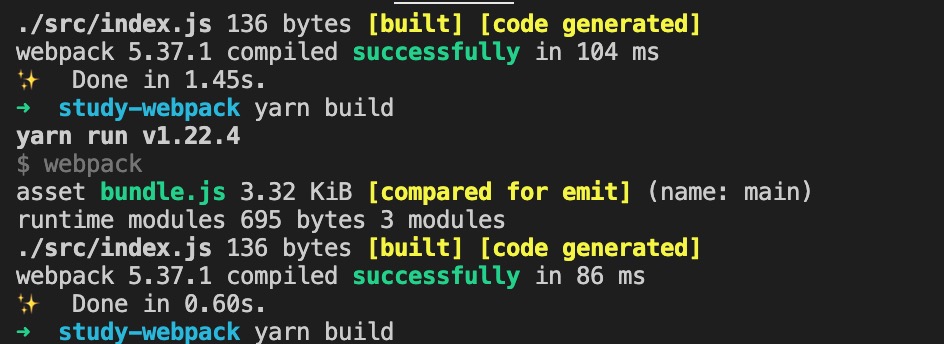 ./src/index.js 136 bytes [built] [code generated]
webpack 5.37.1 compiled successfully in 104 ms
✨  Done in 1.45s.
➜  study-webpack yarn build
yarn run v1.22.4
$ webpack
asset bundle.js 3.32 KiB [compared for emit] (name: main)
runtime modules 695 bytes 3 modules
./src/index.js 136 bytes [built] [code generated]
webpack 5.37.1 compiled successfully in 86 ms
✨  Done in 0.60s.
➜  study-webpack yarn build